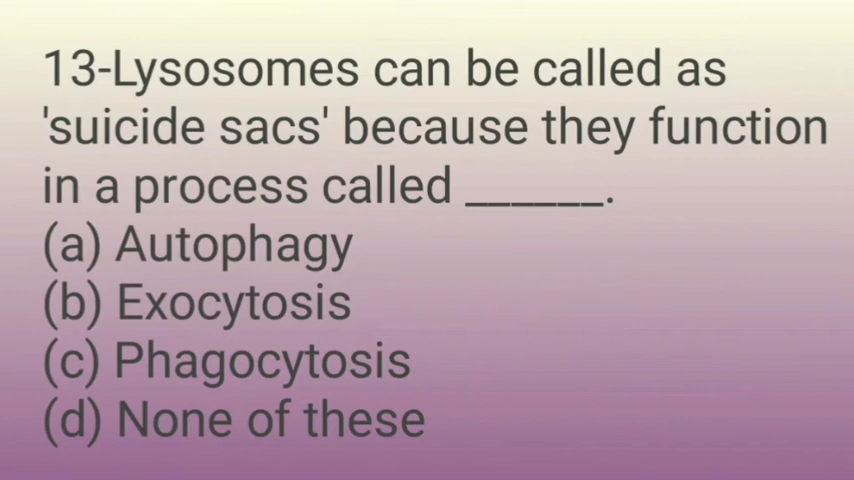 13-Lysosomes can be called as
'suicide sacs' because they function
in a process called ______.
(a) Autophagy
(b) Exocytosis
(c) Phagocytosis
(d) None of these